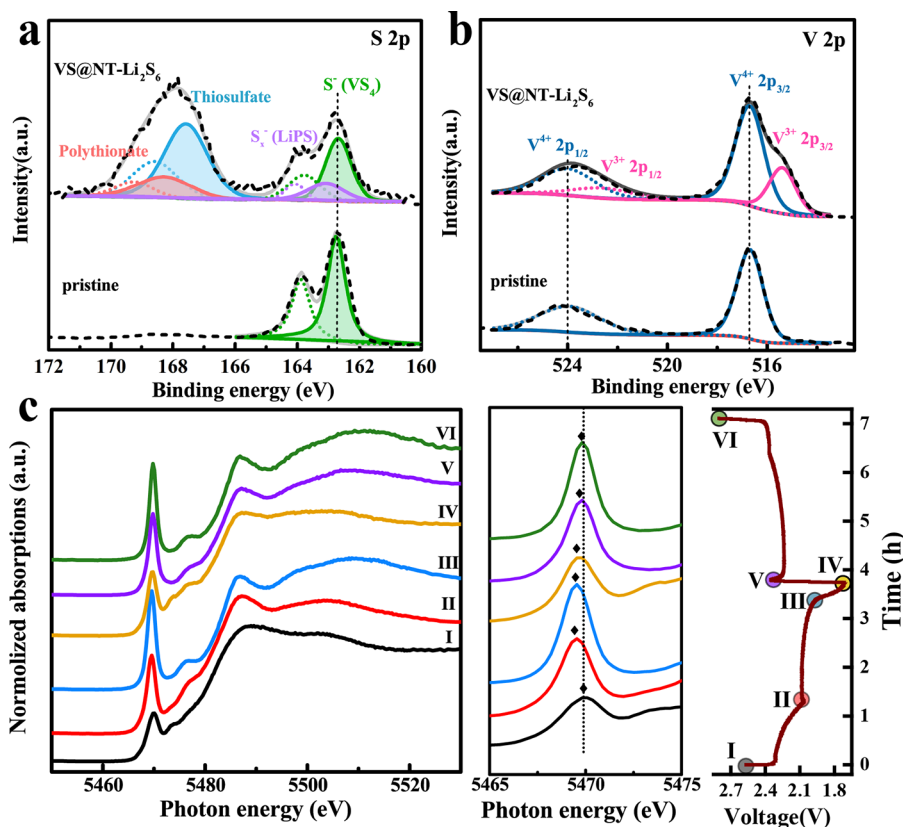 a
S 2p
VS@NT-Li₂S₆
Thiosulfate
S⁻ (VS₄)
Sₓ⁻ (LiPS)
Polythionate
pristine
Intensity(a.u.)
172 170 168 166 164 162 160
Binding energy (eV)
b
V 2p
VS@NT-Li₂S₆
V⁴⁺ 2p₃/₂
V⁴⁺ 2p₁/₂
V³⁺ 2p₁/₂
V³⁺ 2p₃/₂
pristine
Intensity(a.u.)
524 520 516
Binding energy (eV)
c
Normolized absorptions (a.u.)
VI
V
IV
III
II
I
5460 5480 5500 5520
Photon energy (eV)
5465 5470 5475
Photon energy (eV)
VI
V
IV
III
II
I
7
6
5
4
3
2
1
0
Time (h)
2.7 2.4 2.1 1.8
Voltage(V)